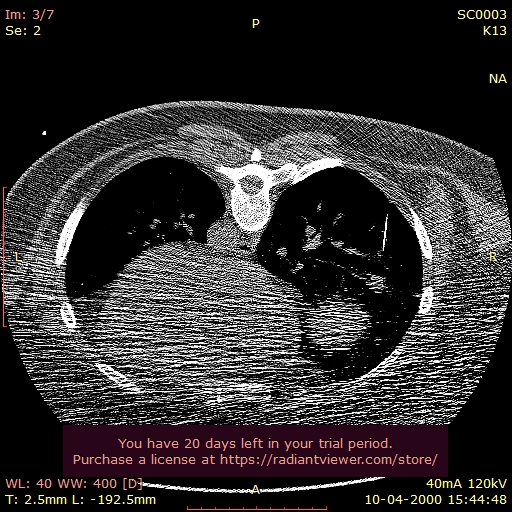 Im: 3/7
Se: 2
P
SC0003
K13
NA
L
R
You have 20 days left in your trial period.
Purchase a license at https://radiantviewer.com/store/
WL: 40 WW: 400 [D]
T: 2.5mm L: -192.5mm
A
40mA 120kV
10-04-2000 15:44:48